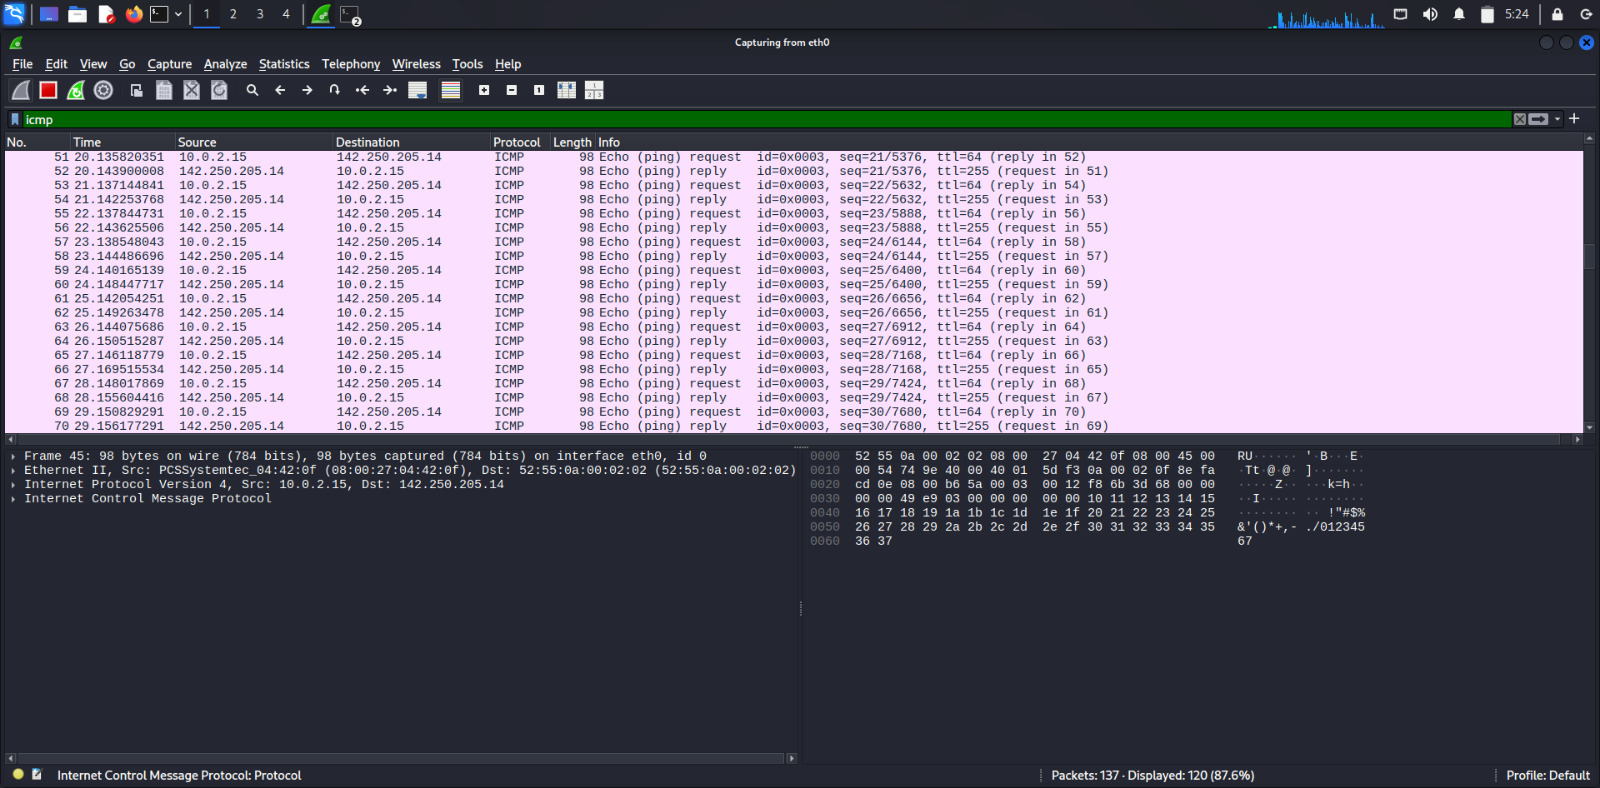 1 2 3 4 2 5:24
Capturing from eth0
File Edit View Go Capture Analyze Statistics Telephony Wireless Tools Help
icmp
No. Time Source Destination Protocol Length Info
51 20.135820351 10.0.2.15 142.250.205.14 ICMP 98 Echo (ping) request id=0x0003, seq=21/5376, ttl=64 (reply in 52)
52 20.143900008 142.250.205.14 10.0.2.15 ICMP 98 Echo (ping) reply id=0x0003, seq=21/5376, ttl=255 (request in 51)
53 21.137144841 10.0.2.15 142.250.205.14 ICMP 98 Echo (ping) request id=0x0003, seq=22/5632, ttl=64 (reply in 54)
54 21.142253768 142.250.205.14 10.0.2.15 ICMP 98 Echo (ping) reply id=0x0003, seq=22/5632, ttl=255 (request in 53)
55 22.137844731 10.0.2.15 142.250.205.14 ICMP 98 Echo (ping) request id=0x0003, seq=23/5888, ttl=64 (reply in 56)
56 22.143625506 142.250.205.14 10.0.2.15 ICMP 98 Echo (ping) reply id=0x0003, seq=23/5888, ttl=255 (request in 55)
57 23.138548043 10.0.2.15 142.250.205.14 ICMP 98 Echo (ping) request id=0x0003, seq=24/6144, ttl=64 (reply in 58)
58 23.144486696 142.250.205.14 10.0.2.15 ICMP 98 Echo (ping) reply id=0x0003, seq=24/6144, ttl=255 (request in 57)
59 24.140165139 10.0.2.15 142.250.205.14 ICMP 98 Echo (ping) request id=0x0003, seq=25/6400, ttl=64 (reply in 60)
60 24.148447717 142.250.205.14 10.0.2.15 ICMP 98 Echo (ping) reply id=0x0003, seq=25/6400, ttl=255 (request in 59)
61 25.142054251 10.0.2.15 142.250.205.14 ICMP 98 Echo (ping) request id=0x0003, seq=26/6656, ttl=64 (reply in 62)
62 25.149263478 142.250.205.14 10.0.2.15 ICMP 98 Echo (ping) reply id=0x0003, seq=26/6656, ttl=255 (request in 61)
63 26.144075686 10.0.2.15 142.250.205.14 ICMP 98 Echo (ping) request id=0x0003, seq=27/6912, ttl=64 (reply in 64)
64 26.150515287 142.250.205.14 10.0.2.15 ICMP 98 Echo (ping) reply id=0x0003, seq=27/6912, ttl=255 (request in 63)
65 27.146118779 10.0.2.15 142.250.205.14 ICMP 98 Echo (ping) request id=0x0003, seq=28/7168, ttl=64 (reply in 66)
66 27.169515534 142.250.205.14 10.0.2.15 ICMP 98 Echo (ping) reply id=0x0003, seq=28/7168, ttl=255 (request in 65)
67 28.148017869 10.0.2.15 142.250.205.14 ICMP 98 Echo (ping) request id=0x0003, seq=29/7424, ttl=64 (reply in 68)
68 28.155604416 142.250.205.14 10.0.2.15 ICMP 98 Echo (ping) reply id=0x0003, seq=29/7424, ttl=255 (request in 67)
69 29.150829291 10.0.2.15 142.250.205.14 ICMP 98 Echo (ping) request id=0x0003, seq=30/7680, ttl=64 (reply in 70)
70 29.156177291 142.250.205.14 10.0.2.15 ICMP 98 Echo (ping) reply id=0x0003, seq=30/7680, ttl=255 (request in 69)
Frame 45: 98 bytes on wire (784 bits), 98 bytes captured (784 bits) on interface eth0, id 0
Ethernet II, Src: PCSSystemtec_04:42:0f (08:00:27:04:42:0f), Dst: 52:55:0a:00:02:02 (52:55:0a:00:02:02)
Internet Protocol Version 4, Src: 10.0.2.15, Dst: 142.250.205.14
Internet Control Message Protocol
0000 52 55 0a 00 02 02 08 00 27 04 42 0f 08 00 45 00 RU······ '·B···E·
0010 00 54 74 9e 40 00 40 01 5d f3 0a 00 02 0f 8e fa ·Tt·@·@· ]·······
0020 cd 0e 08 00 b6 5a 00 03 00 12 f8 6b 3d 68 00 00 ·····Z·· ···k=h··
0030 00 00 49 e9 03 00 00 00 00 00 10 11 12 13 14 15 ··I····· ········
0040 16 17 18 19 1a 1b 1c 1d 1e 1f 20 21 22 23 24 25 ········ ·· !"#$%
0050 26 27 28 29 2a 2b 2c 2d 2e 2f 30 31 32 33 34 35 &'()*+,- ./012345
0060 36 37 67
Internet Control Message Protocol: Protocol Packets: 137 · Displayed: 120 (87.6%) Profile: Default